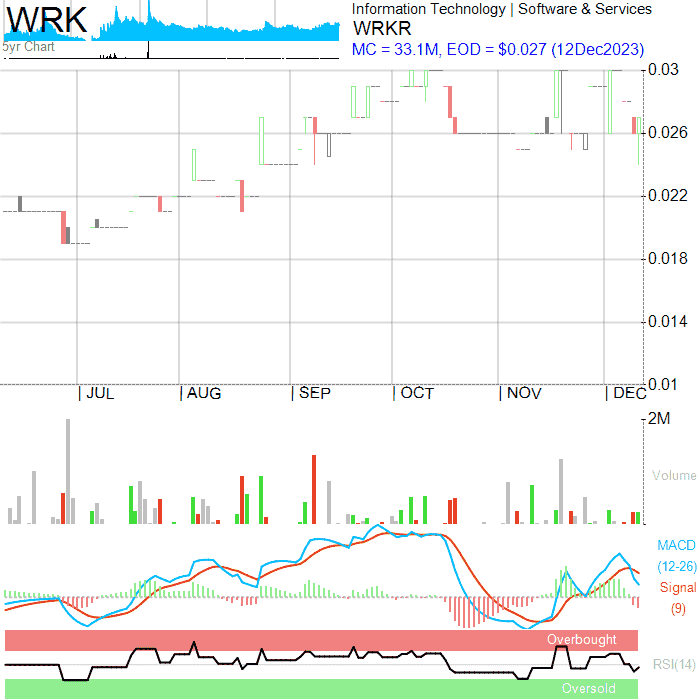 WRK
5yr Chart
Information Technology | Software & Services
WRKR
MC = 33.1M, EOD = $0.027 (12Dec2023)
0.03
0.026
0.022
0.018
0.014
0.01
| JUL | AUG | SEP | OCT | NOV | DEC
2M
Volume
MACD
(12-26)
Signal
(9)
Overbought
RSI(14)
Oversold